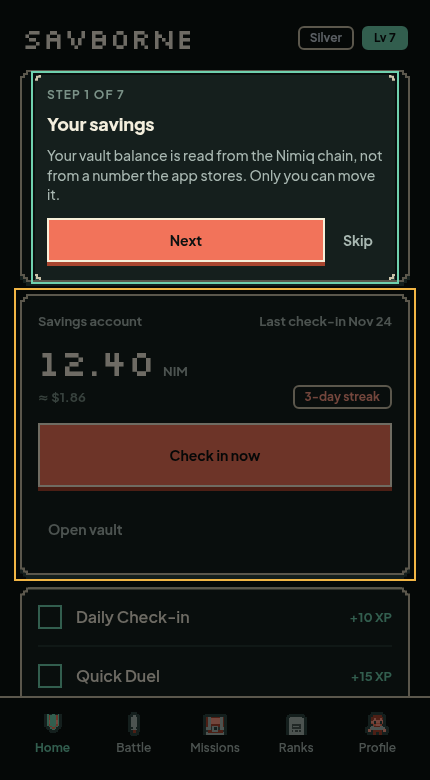 SAVBORNE
Silver
Lv 7
STEP 1 OF 7
Your savings
Your vault balance is read from the Nimiq chain, not
from a number the app stores. Only you can move
it.
Next
Skip
Savings account
Last check-in Nov 24
12.40 NIM
≈ $1.86
3-day streak
Check in now
Open vault
Daily Check-in
+10 XP
Quick Duel
+15 XP
Home
Battle
Missions
Ranks
Profile